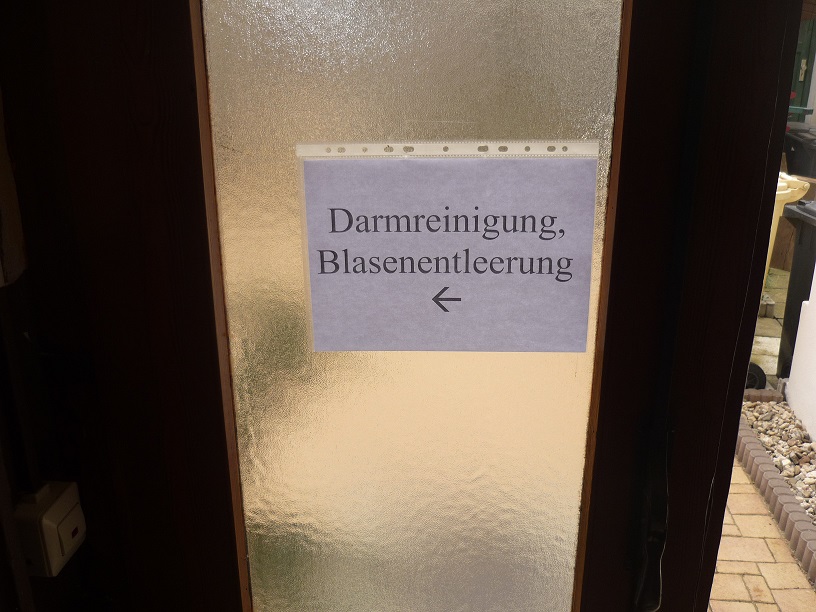 Darmreinigung,
Blasenentleerung
←